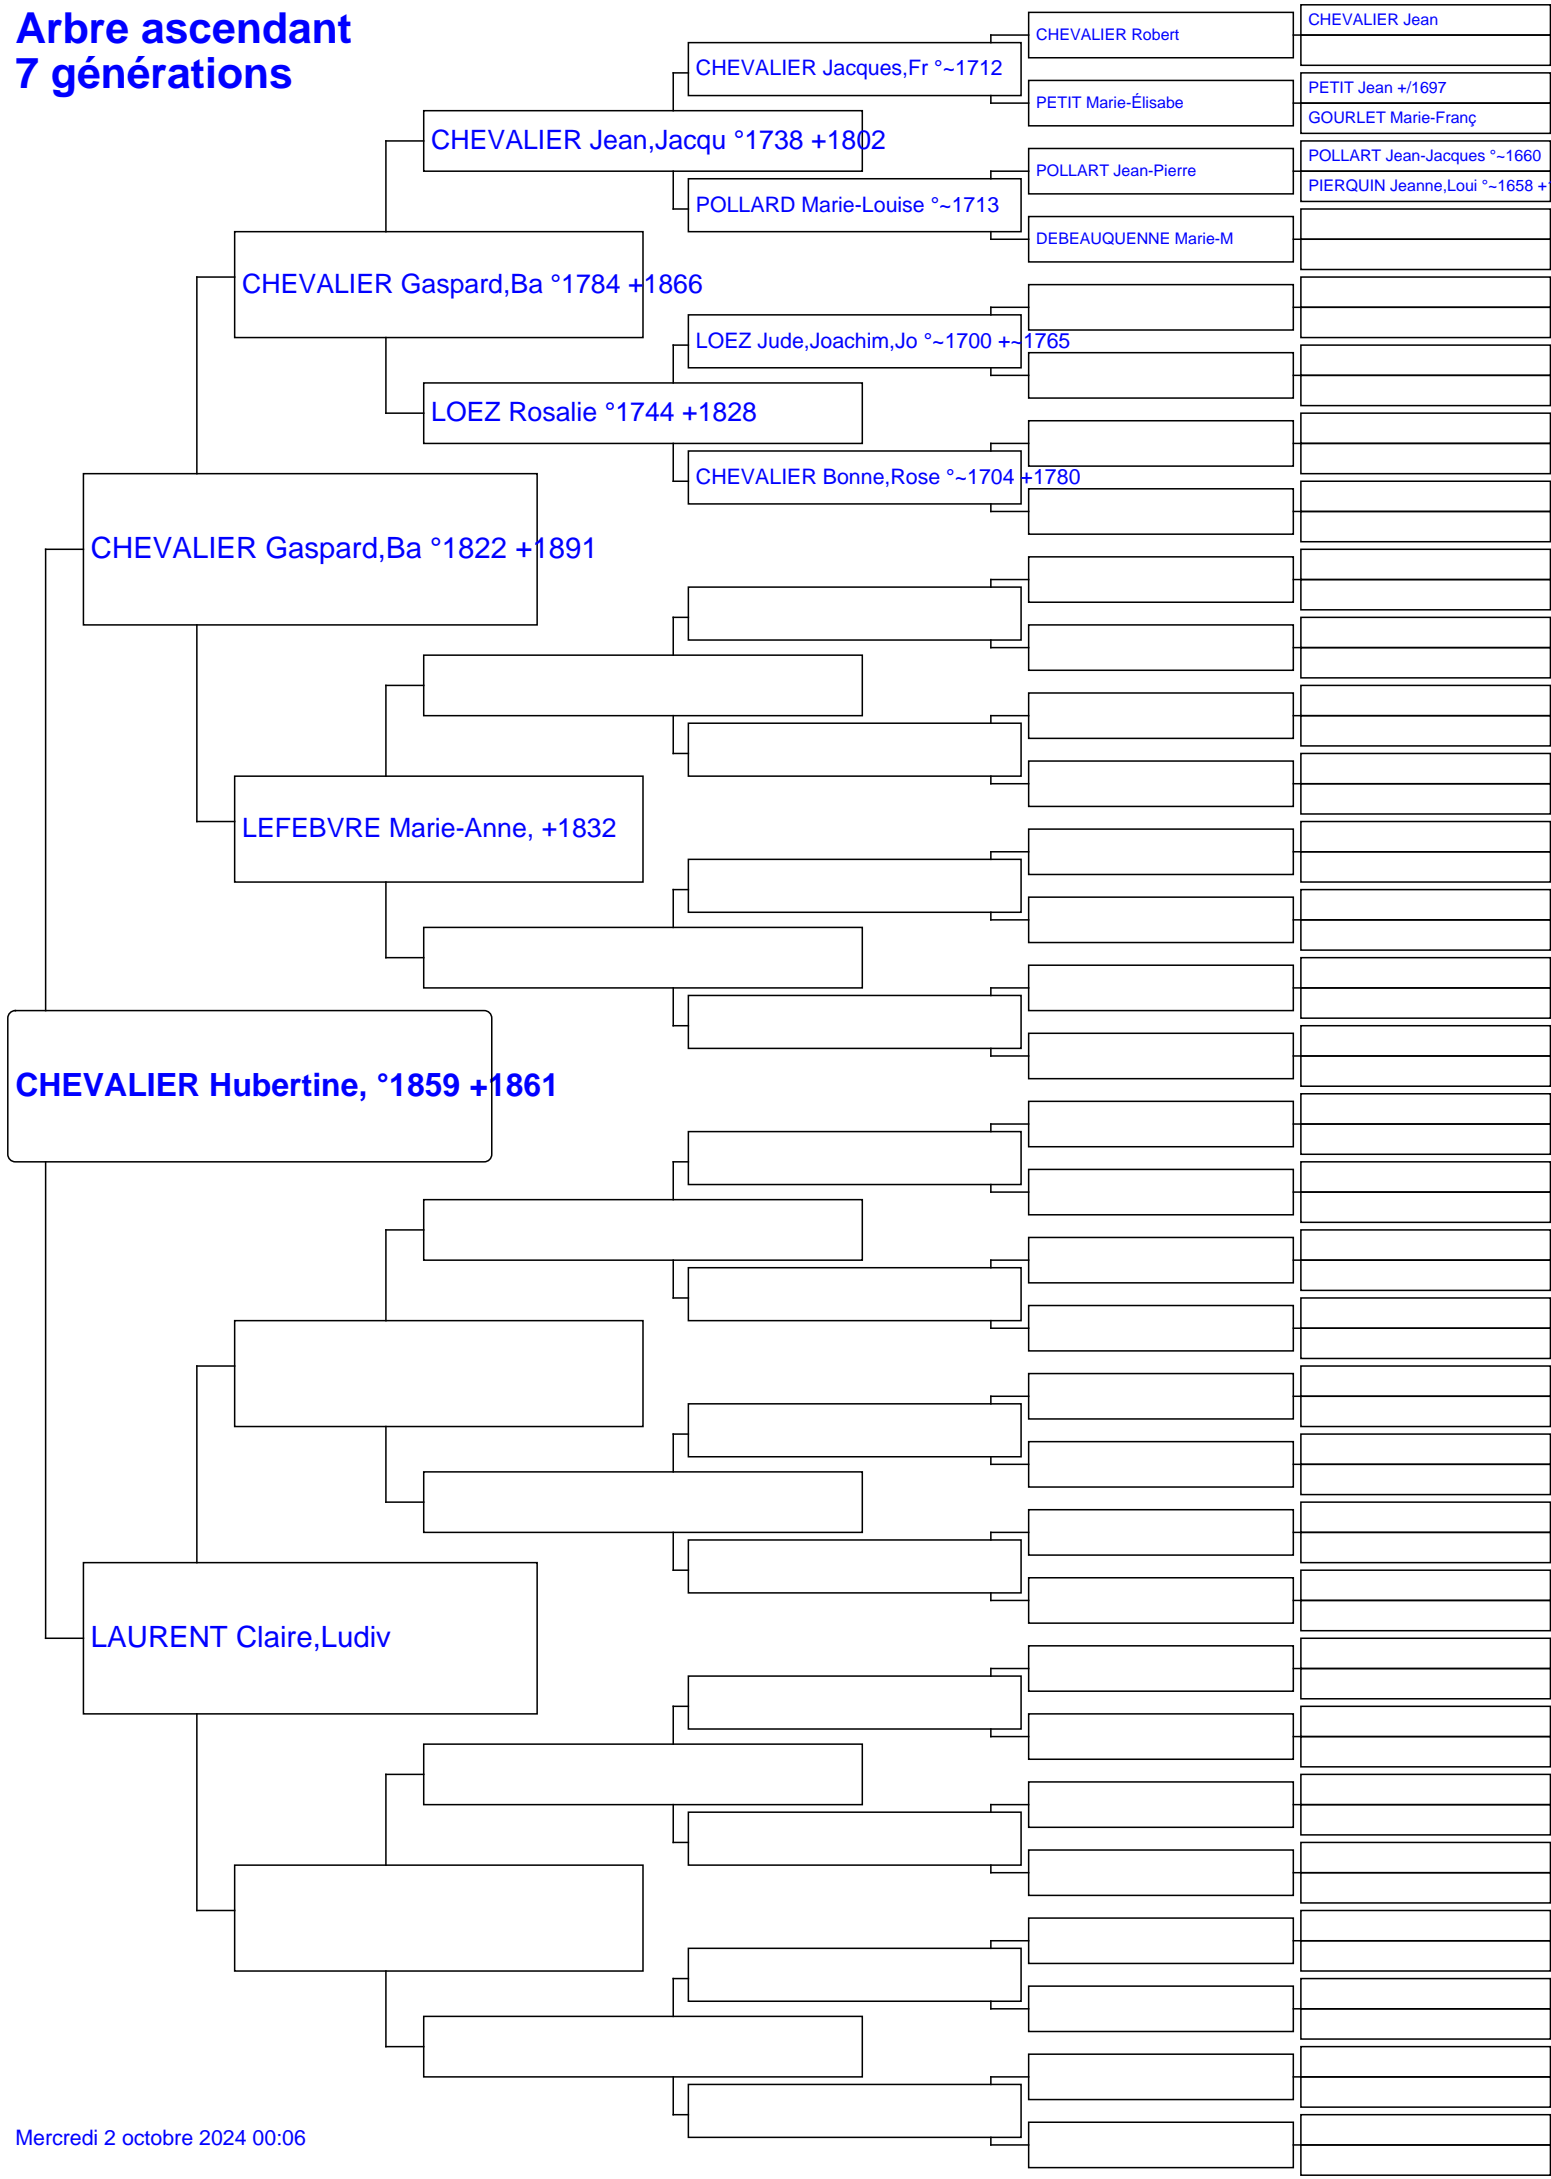 Arbre ascendant
7 générations
CHEVALIER Jean
CHEVALIER Robert
CHEVALIER Jacques,Fr °~1712
PETIT Jean +/1697
PETIT Marie-Élisabe
GOURLET Marie-Franç
CHEVALIER Jean,Jacqu °1738 +1802
POLLART Jean-Jacques °~1660
POLLART Jean-Pierre
PIERQUIN Jeanne,Loui °~1658 +
POLLARD Marie-Louise °~1713
DEBEAUQUENNE Marie-M
CHEVALIER Gaspard,Ba °1784 +1866
LOEZ Jude,Joachim,Jo °~1700 +~1765
LOEZ Rosalie °1744 +1828
CHEVALIER Bonne,Rose °~1704 +1780
CHEVALIER Gaspard,Ba °1822 +1891
LEFEBVRE Marie-Anne, +1832
CHEVALIER Hubertine, °1859 +1861
LAURENT Claire,Ludiv
Mercredi 2 octobre 2024 00:06